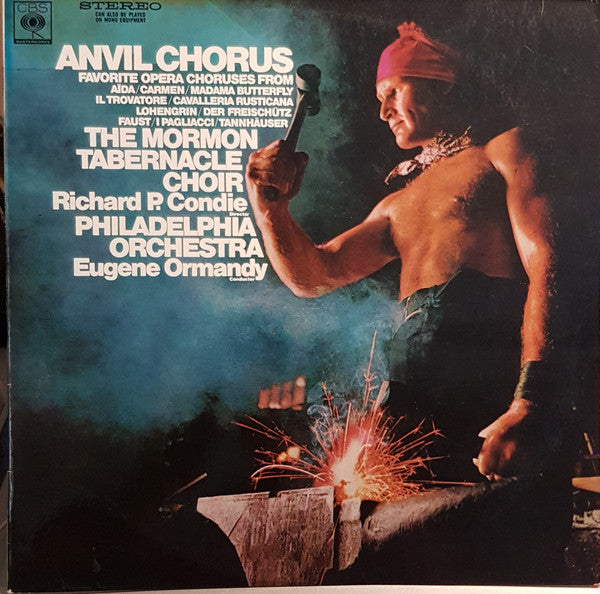 CBS
MASTERWORKS
STEREO
CAN ALSO BE PLAYED
ON MONO EQUIPMENT
ANVIL CHORUS
FAVORITE OPERA CHORUSES FROM
AÏDA/CARMEN/MADAMA BUTTERFLY
IL TROVATORE/CAVALLERIA RUSTICANA
LOHENGRIN/DER FREISCHÜTZ
FAUST/I PAGLIACCI/TANNHÄUSER
THE MORMON
TABERNACLE
CHOIR
Richard P. Condie
Director
PHILADELPHIA
ORCHESTRA
Eugene Ormandy
Conductor